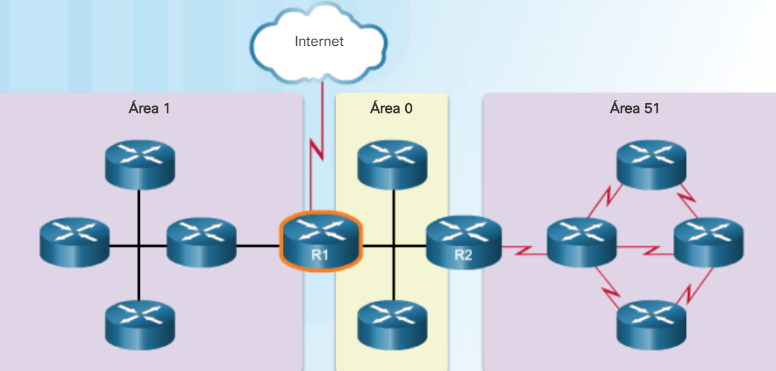 Internet
Área 1
Área 0
Área 51
R1
R2